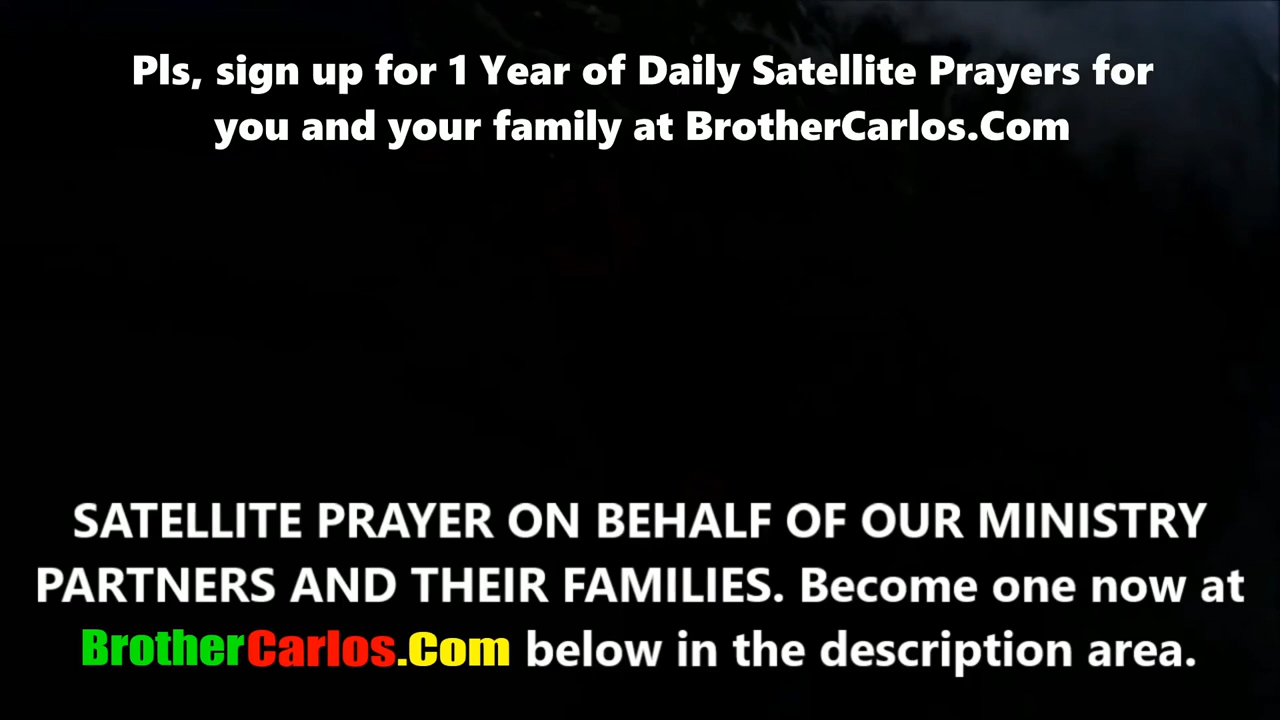 Pls, sign up for 1 Year of Daily Satellite Prayers for
you and your family at BrotherCarlos.Com
SATELLITE PRAYER ON BEHALF OF OUR MINISTRY
PARTNERS AND THEIR FAMILIES. Become one now at
BrotherCarlos.Com below in the description area.